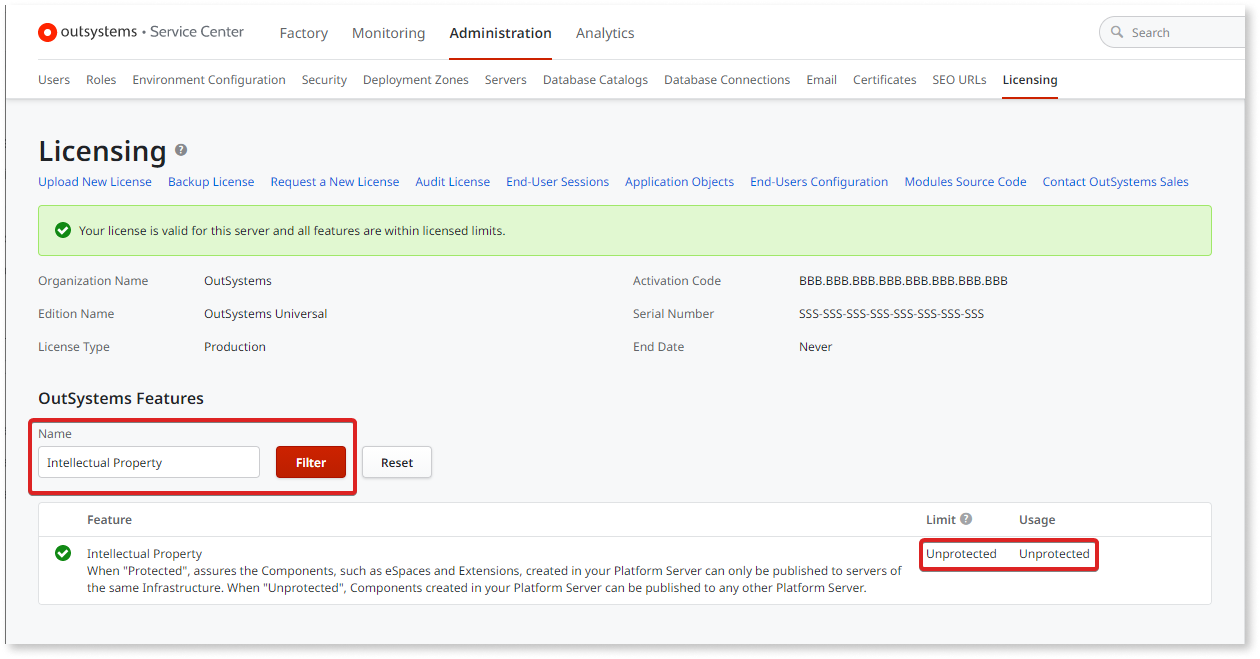 outsystems • Service Center Factory Monitoring Administration Analytics Search
Users Roles Environment Configuration Security Deployment Zones Servers Database Catalogs Database Connections Email Certificates SEO URLs Licensing
Licensing ?
Upload New License Backup License Request a New License Audit License End-User Sessions Application Objects End-Users Configuration Modules Source Code Contact OutSystems Sales
Your license is valid for this server and all features are within licensed limits.
Organization Name OutSystems Activation Code BBB.BBB.BBB.BBB.BBB.BBB.BBB.BBB
Edition Name OutSystems Universal Serial Number SSS-SSS-SSS-SSS-SSS-SSS-SSS-SSS
License Type Production End Date Never
OutSystems Features
Name
Intellectual Property Filter Reset
Feature Limit ? Usage
Intellectual Property Unprotected Unprotected
When "Protected", assures the Components, such as eSpaces and Extensions, created in your Platform Server can only be published to servers of
the same Infrastructure. When "Unprotected", Components created in your Platform Server can be published to any other Platform Server.